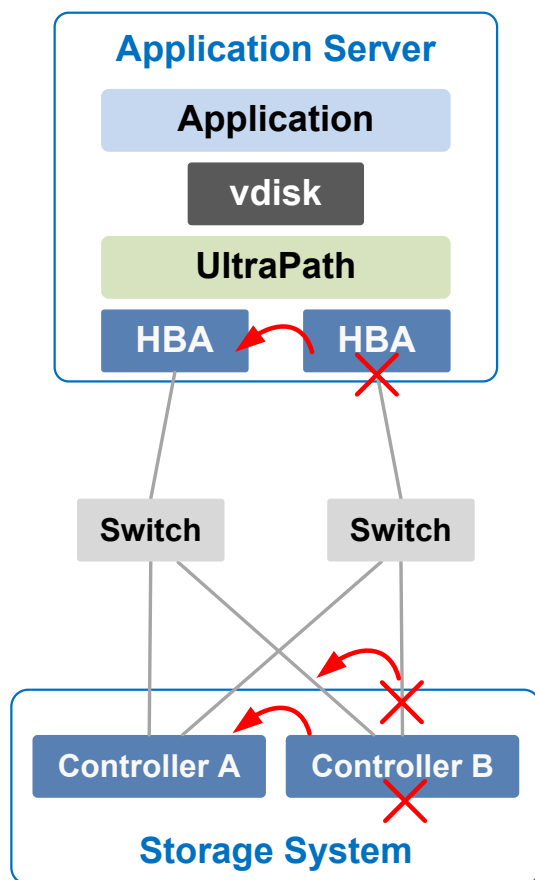 Application Server
Application
vdisk
UltraPath
HBA HBA
Switch Switch
Controller A Controller B
Storage System